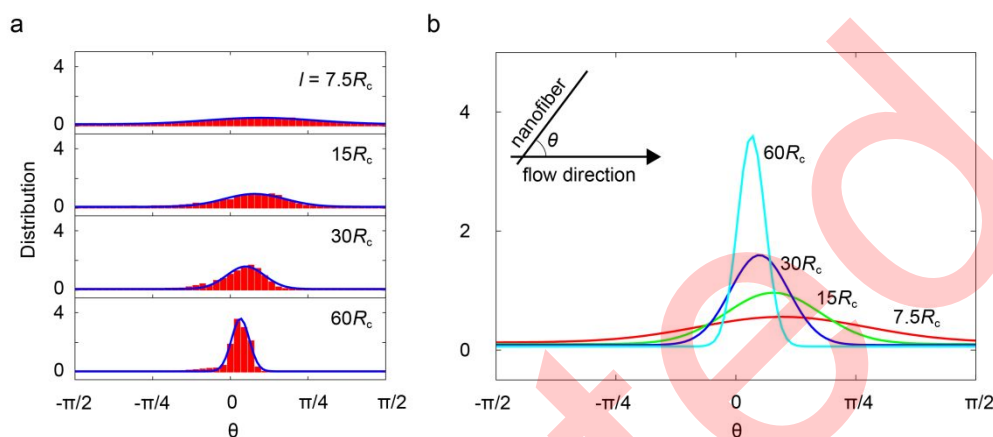 a
Distribution
4
0
l = 7.5Rc
4
0
15Rc
4
0
30Rc
4
0
60Rc
-π/2 -π/4 0 π/4 π/2
θ
b
4
2
0
nanofiber
θ
flow direction
60Rc
30Rc
15Rc
7.5Rc
-π/2 -π/4 0 π/4 π/2
θ